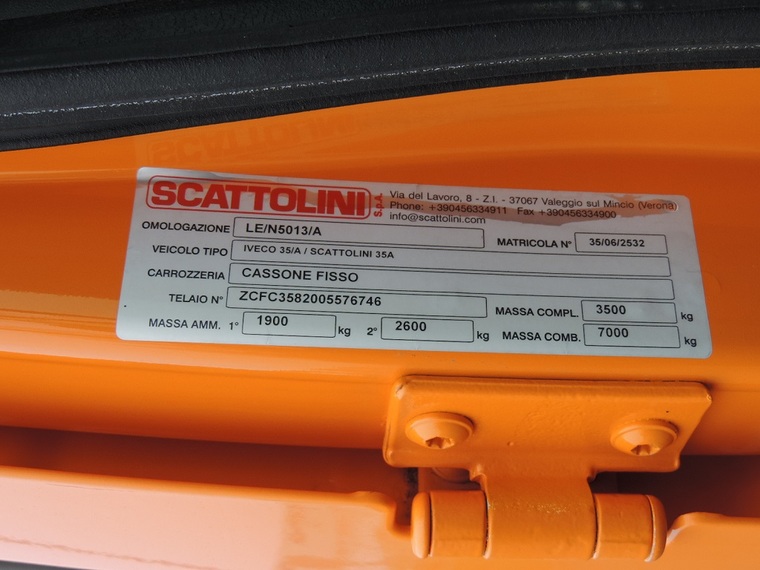 SCATTOLINI S.p.A.
Via del Lavoro, 8 - Z.I. - 37067 Valeggio sul Mincio (Verona)
Phone: +390456334911 Fax +390456334900
info@scattolini.com
OMOLOGAZIONE LE/N5013/A MATRICOLA N° 35/06/2532
VEICOLO TIPO IVECO 35/A / SCATTOLINI 35A
CARROZZERIA CASSONE FISSO
TELAIO N° ZCFC3582005576746 MASSA COMPL. 3500 kg
MASSA AMM. 1° 1900 kg 2° 2600 kg MASSA COMB. 7000 kg